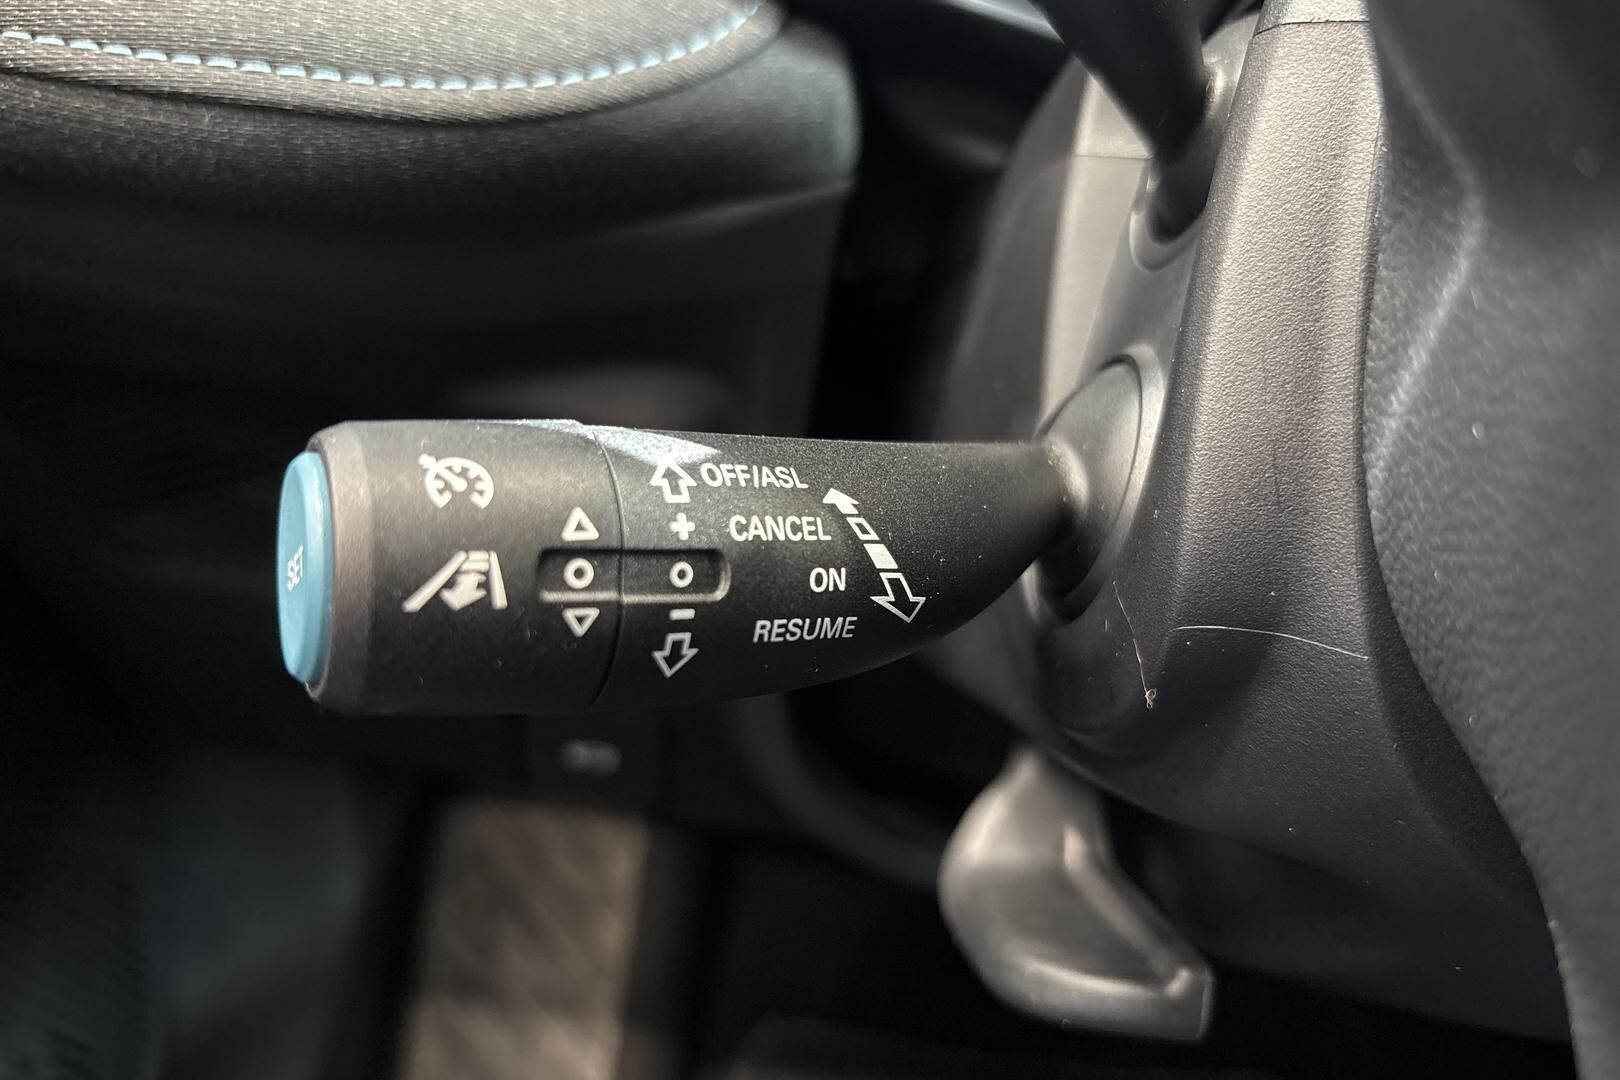 SET
OFF/ASL
+
CANCEL
ON
−
RESUME